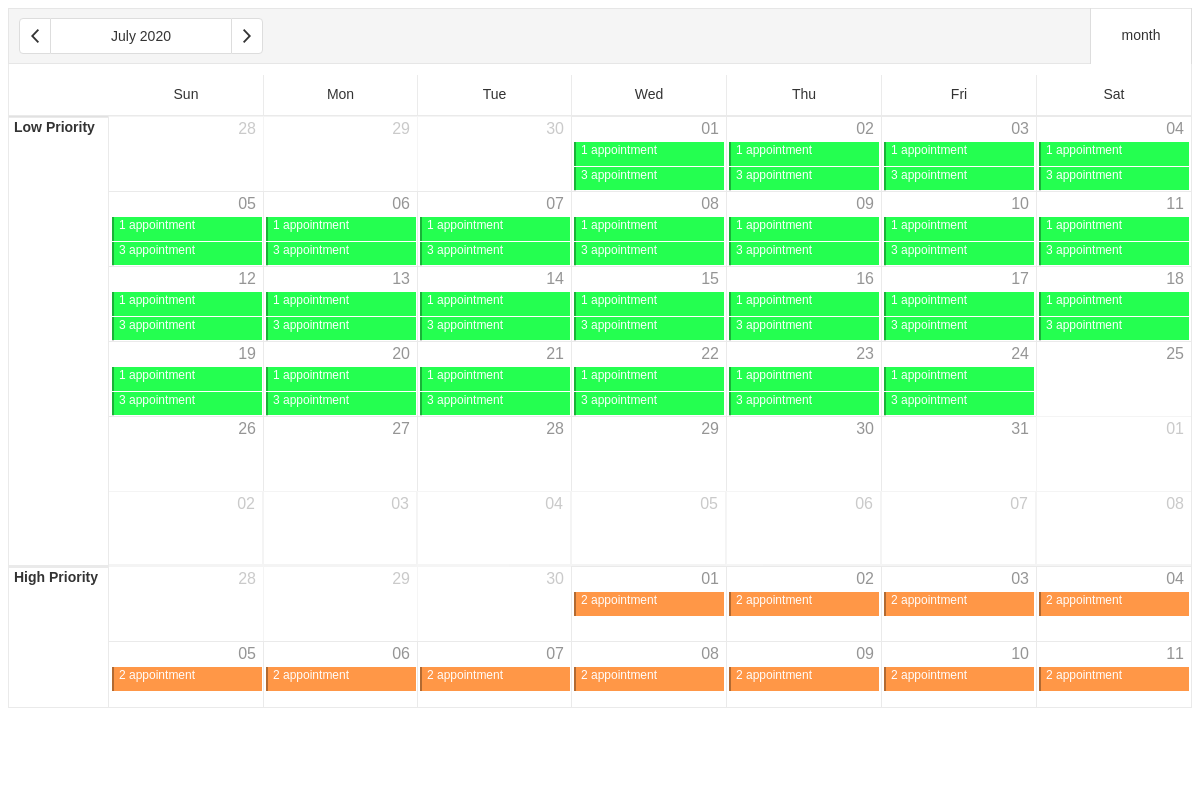 July 2020 month
Sun Mon Tue Wed Thu Fri Sat
Low Priority 28 29 30 01 02 03 04
1 appointment 1 appointment 1 appointment 1 appointment
3 appointment 3 appointment 3 appointment 3 appointment
05 06 07 08 09 10 11
1 appointment 1 appointment 1 appointment 1 appointment 1 appointment 1 appointment 1 appointment
3 appointment 3 appointment 3 appointment 3 appointment 3 appointment 3 appointment 3 appointment
12 13 14 15 16 17 18
1 appointment 1 appointment 1 appointment 1 appointment 1 appointment 1 appointment 1 appointment
3 appointment 3 appointment 3 appointment 3 appointment 3 appointment 3 appointment 3 appointment
19 20 21 22 23 24 25
1 appointment 1 appointment 1 appointment 1 appointment 1 appointment 1 appointment
3 appointment 3 appointment 3 appointment 3 appointment 3 appointment 3 appointment
26 27 28 29 30 31 01
02 03 04 05 06 07 08
High Priority 28 29 30 01 02 03 04
2 appointment 2 appointment 2 appointment 2 appointment
05 06 07 08 09 10 11
2 appointment 2 appointment 2 appointment 2 appointment 2 appointment 2 appointment 2 appointment